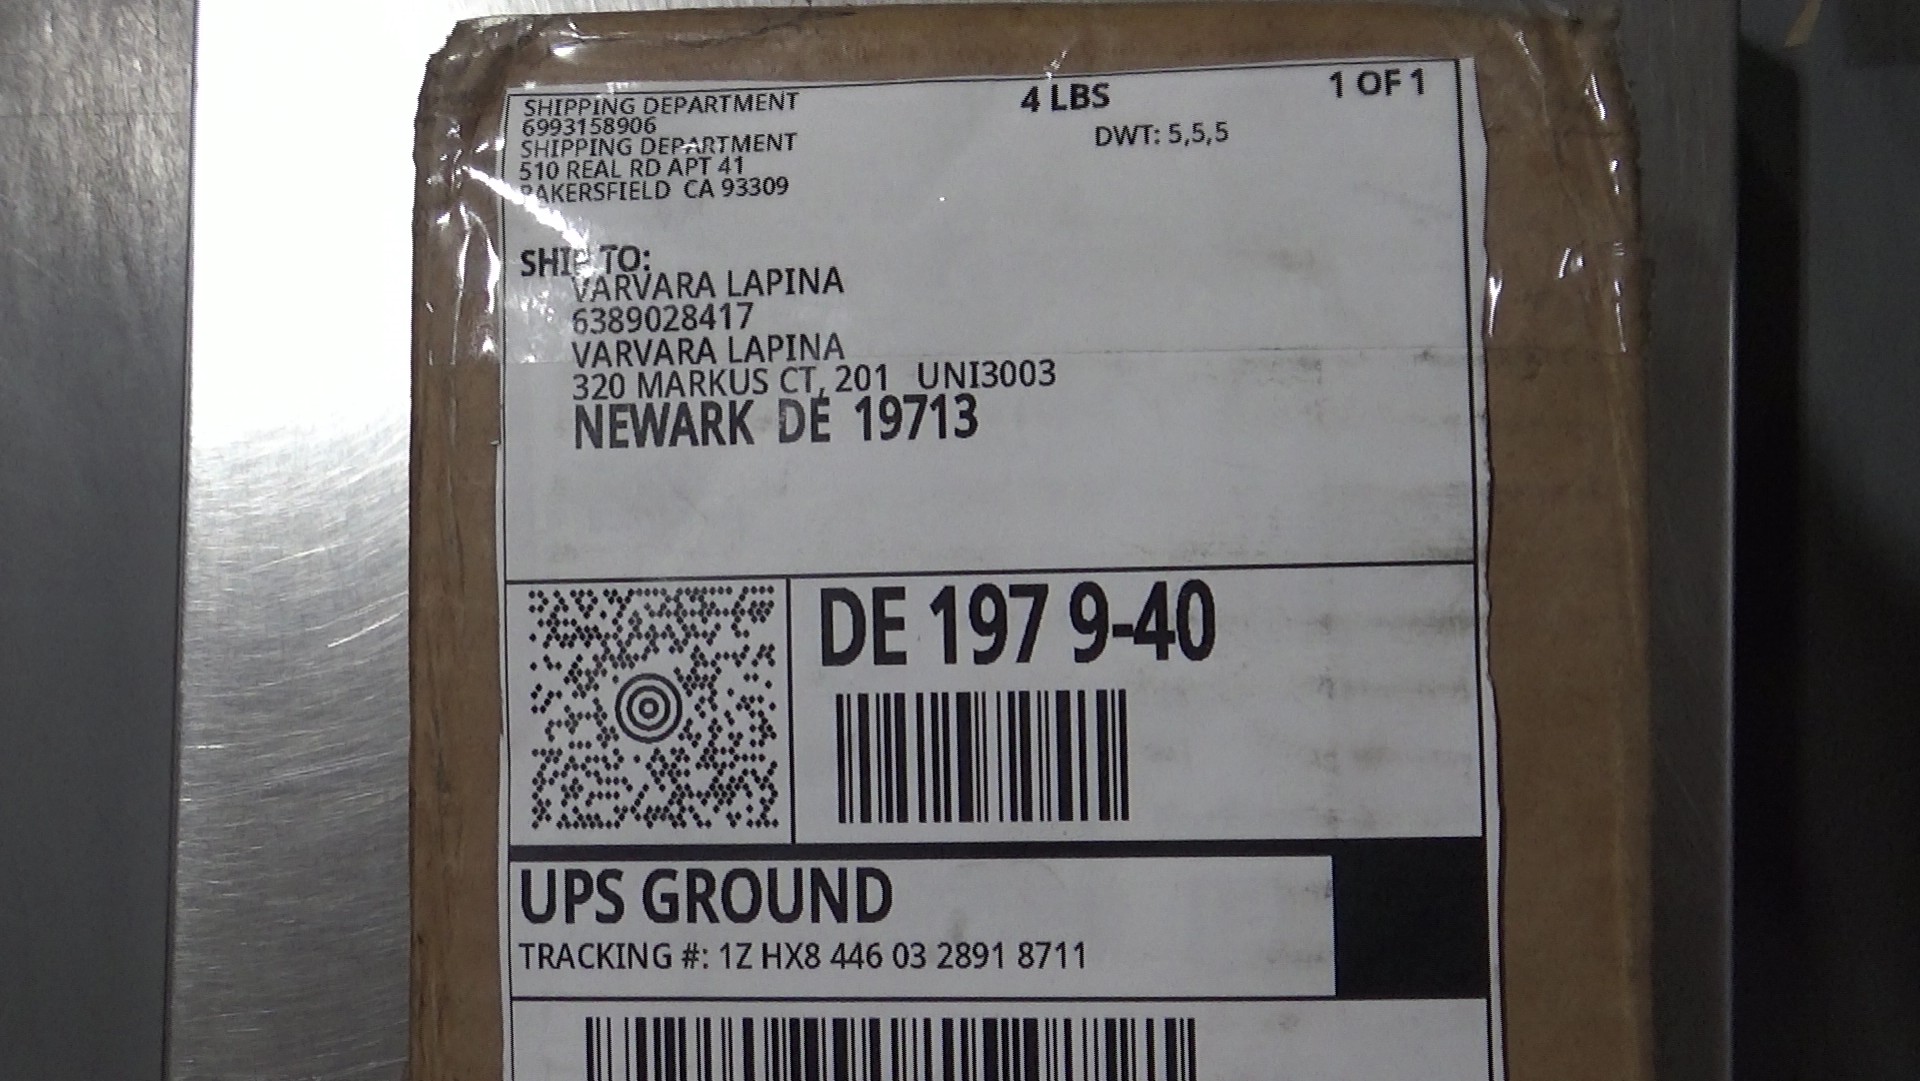 SHIPPING DEPARTMENT
6993158906
SHIPPING DEPARTMENT
510 REAL RD APT 41
BAKERSFIELD CA 93309
4 LBS
1 OF 1
DWT: 5,5,5
SHIP TO:
VARVARA LAPINA
6389028417
VARVARA LAPINA
320 MARKUS CT, 201 UNI3003
NEWARK DE 19713
DE 197 9-40
UPS GROUND
TRACKING #: 1Z HX8 446 03 2891 8711